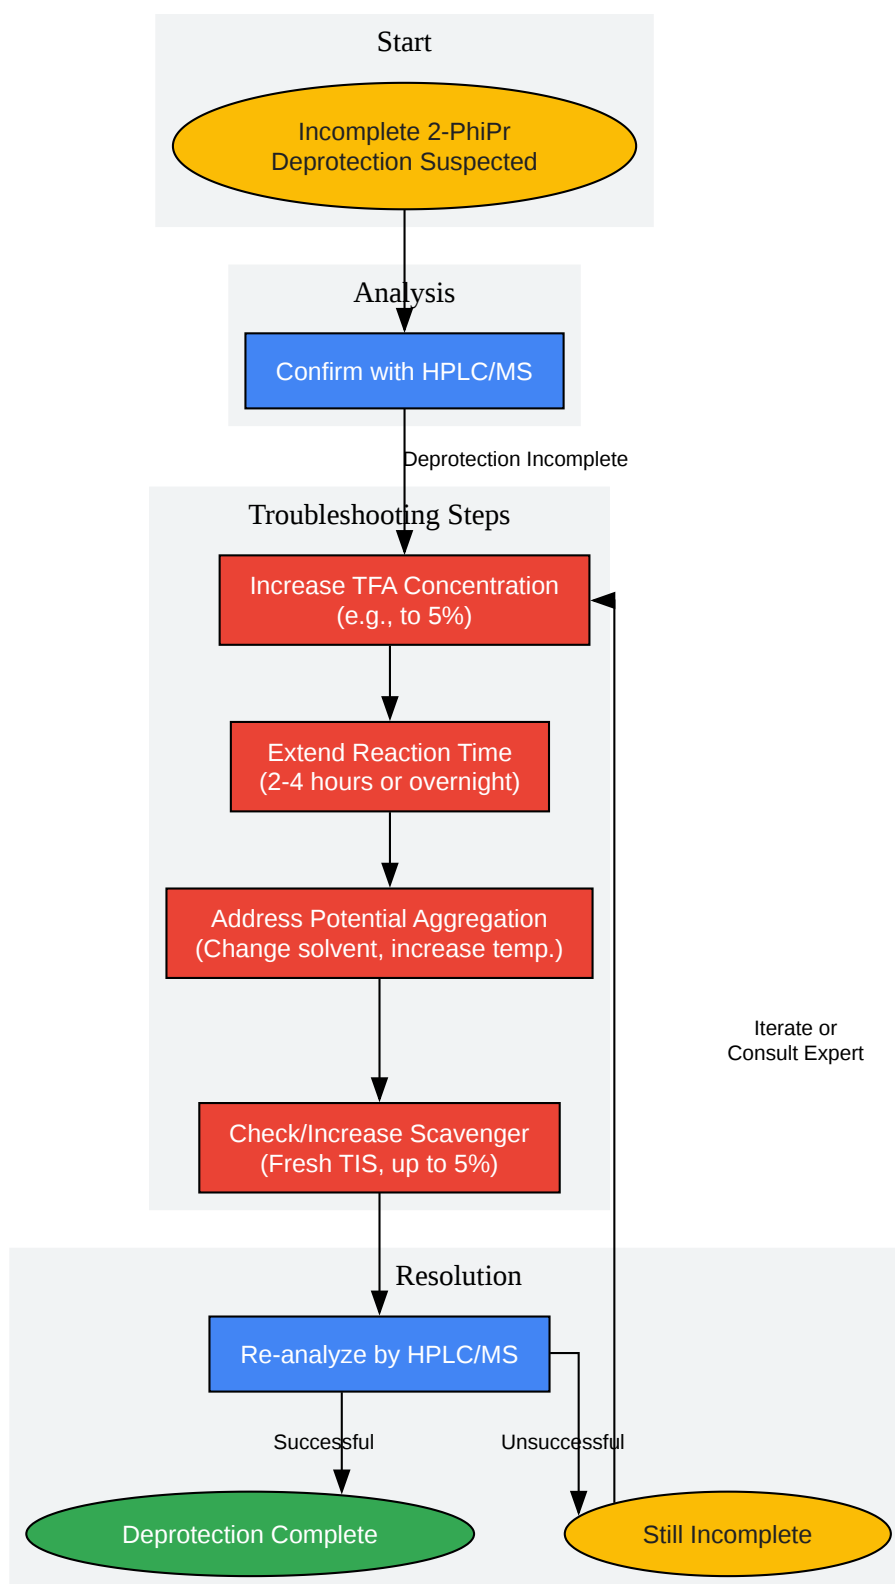 Start
Incomplete 2-PhiPr
Deprotection Suspected
Analysis
Confirm with HPLC/MS
Deprotection Incomplete
Troubleshooting Steps
Increase TFA Concentration
(e.g., to 5%)
Extend Reaction Time
(2-4 hours or overnight)
Address Potential Aggregation
(Change solvent, increase temp.)
Iterate or
Consult Expert
Check/Increase Scavenger
(Fresh TIS, up to 5%)
Resolution
Re-analyze by HPLC/MS
Successful
Unsuccessful
Deprotection Complete
Still Incomplete